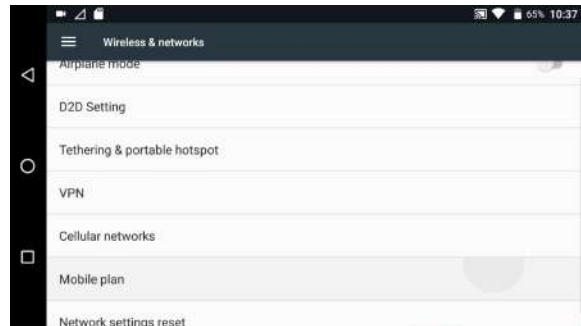 65% 10:37
Wireless & networks
Airplane mode
D2D Setting
Tethering & portable hotspot
VPN
Cellular networks
Mobile plan
Network settings reset